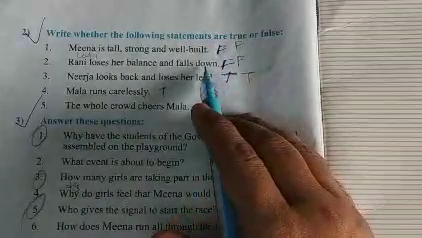 2) Write whether the following statements are true or false:
1. Meena is tall, strong and well-built. F F
2. Rani loses her balance and falls down. F F
3. Neerja looks back and loses her T T
4. Mala runs carelessly. T
5. The whole crowd cheers Mala.
3) Answer these question:
1. Why have the students of the Gov
assembled on the playground?
2. What event is about to begin?
3. How many girls are taking part in the
4. Why do girls feel that Meena would
5. Who gives the signal to start the race
6. How does Meena run all through